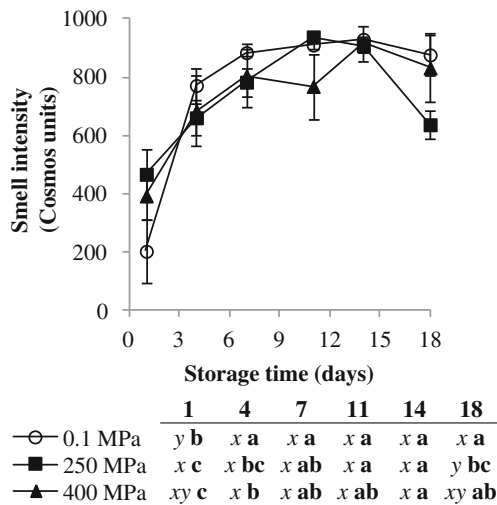 1000
800
600
400
200
0
Smell intensity
(Cosmos units)
0 3 6 9 12 15 18
Storage time (days)
1 4 7 11 14 18
0.1 MPa y b x a x a x a x a x a
250 MPa x c x bc x ab x a x a y bc
400 MPa xy c x b x ab x ab x a xy ab